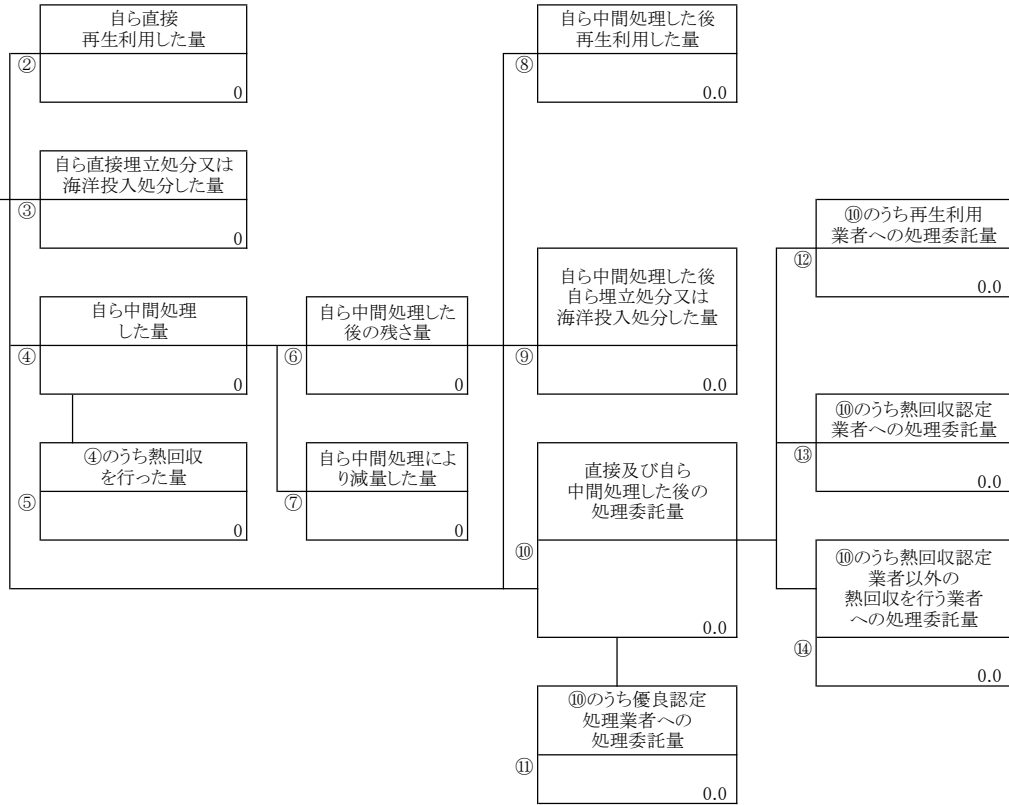 自ら直接
再生利用した量
②
0
自ら直接埋立処分又は
海洋投入処分した量
③
0
自ら中間処理
した量
④
0
④のうち熱回収
を行った量
⑤
0
自ら中間処理した
後の残さ量
⑥
0
自ら中間処理によ
り減量した量
⑦
0
自ら中間処理した後
再生利用した量
⑧
0.0
自ら中間処理した後
自ら埋立処分又は
海洋投入処分した量
⑨
0.0
直接及び自ら
中間処理した後の
処理委託量
⑩
0.0
⑩のうち優良認定
処理業者への
処理委託量
⑪
0.0
⑩のうち再生利用
業者への処理委託量
⑫
0.0
⑩のうち熱回収認定
業者への処理委託量
⑬
0.0
⑩のうち熱回収認定
業者以外の
熱回収を行う業者
への処理委託量
⑭
0.0